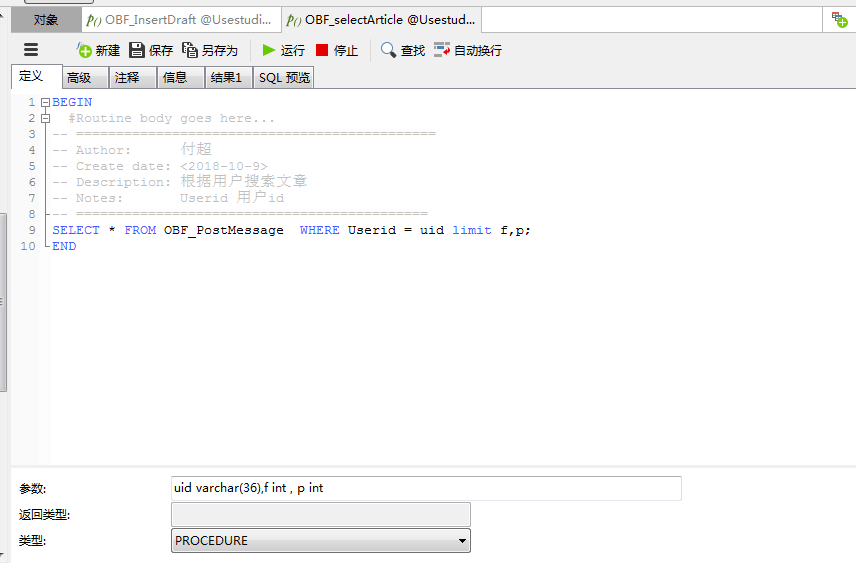 对象 OBF_InsertDraft @Usestudi... OBF_selectArticle @Usestud...
新建 保存 另存为 运行 停止 查找 自动换行
定义 高级 注释 信息 结果1 SQL 预览
1 BEGIN
2 #Routine body goes here...
3 -- =============================================
4 -- Author: 付超
5 -- Create date: <2018-10-9>
6 -- Description: 根据用户搜索文章
7 -- Notes: Userid 用户id
8 -- ============================================
9 SELECT * FROM OBF_PostMessage WHERE Userid = uid limit f,p;
10 END
参数: uid varchar(36),f int , p int
返回类型:
类型: PROCEDURE